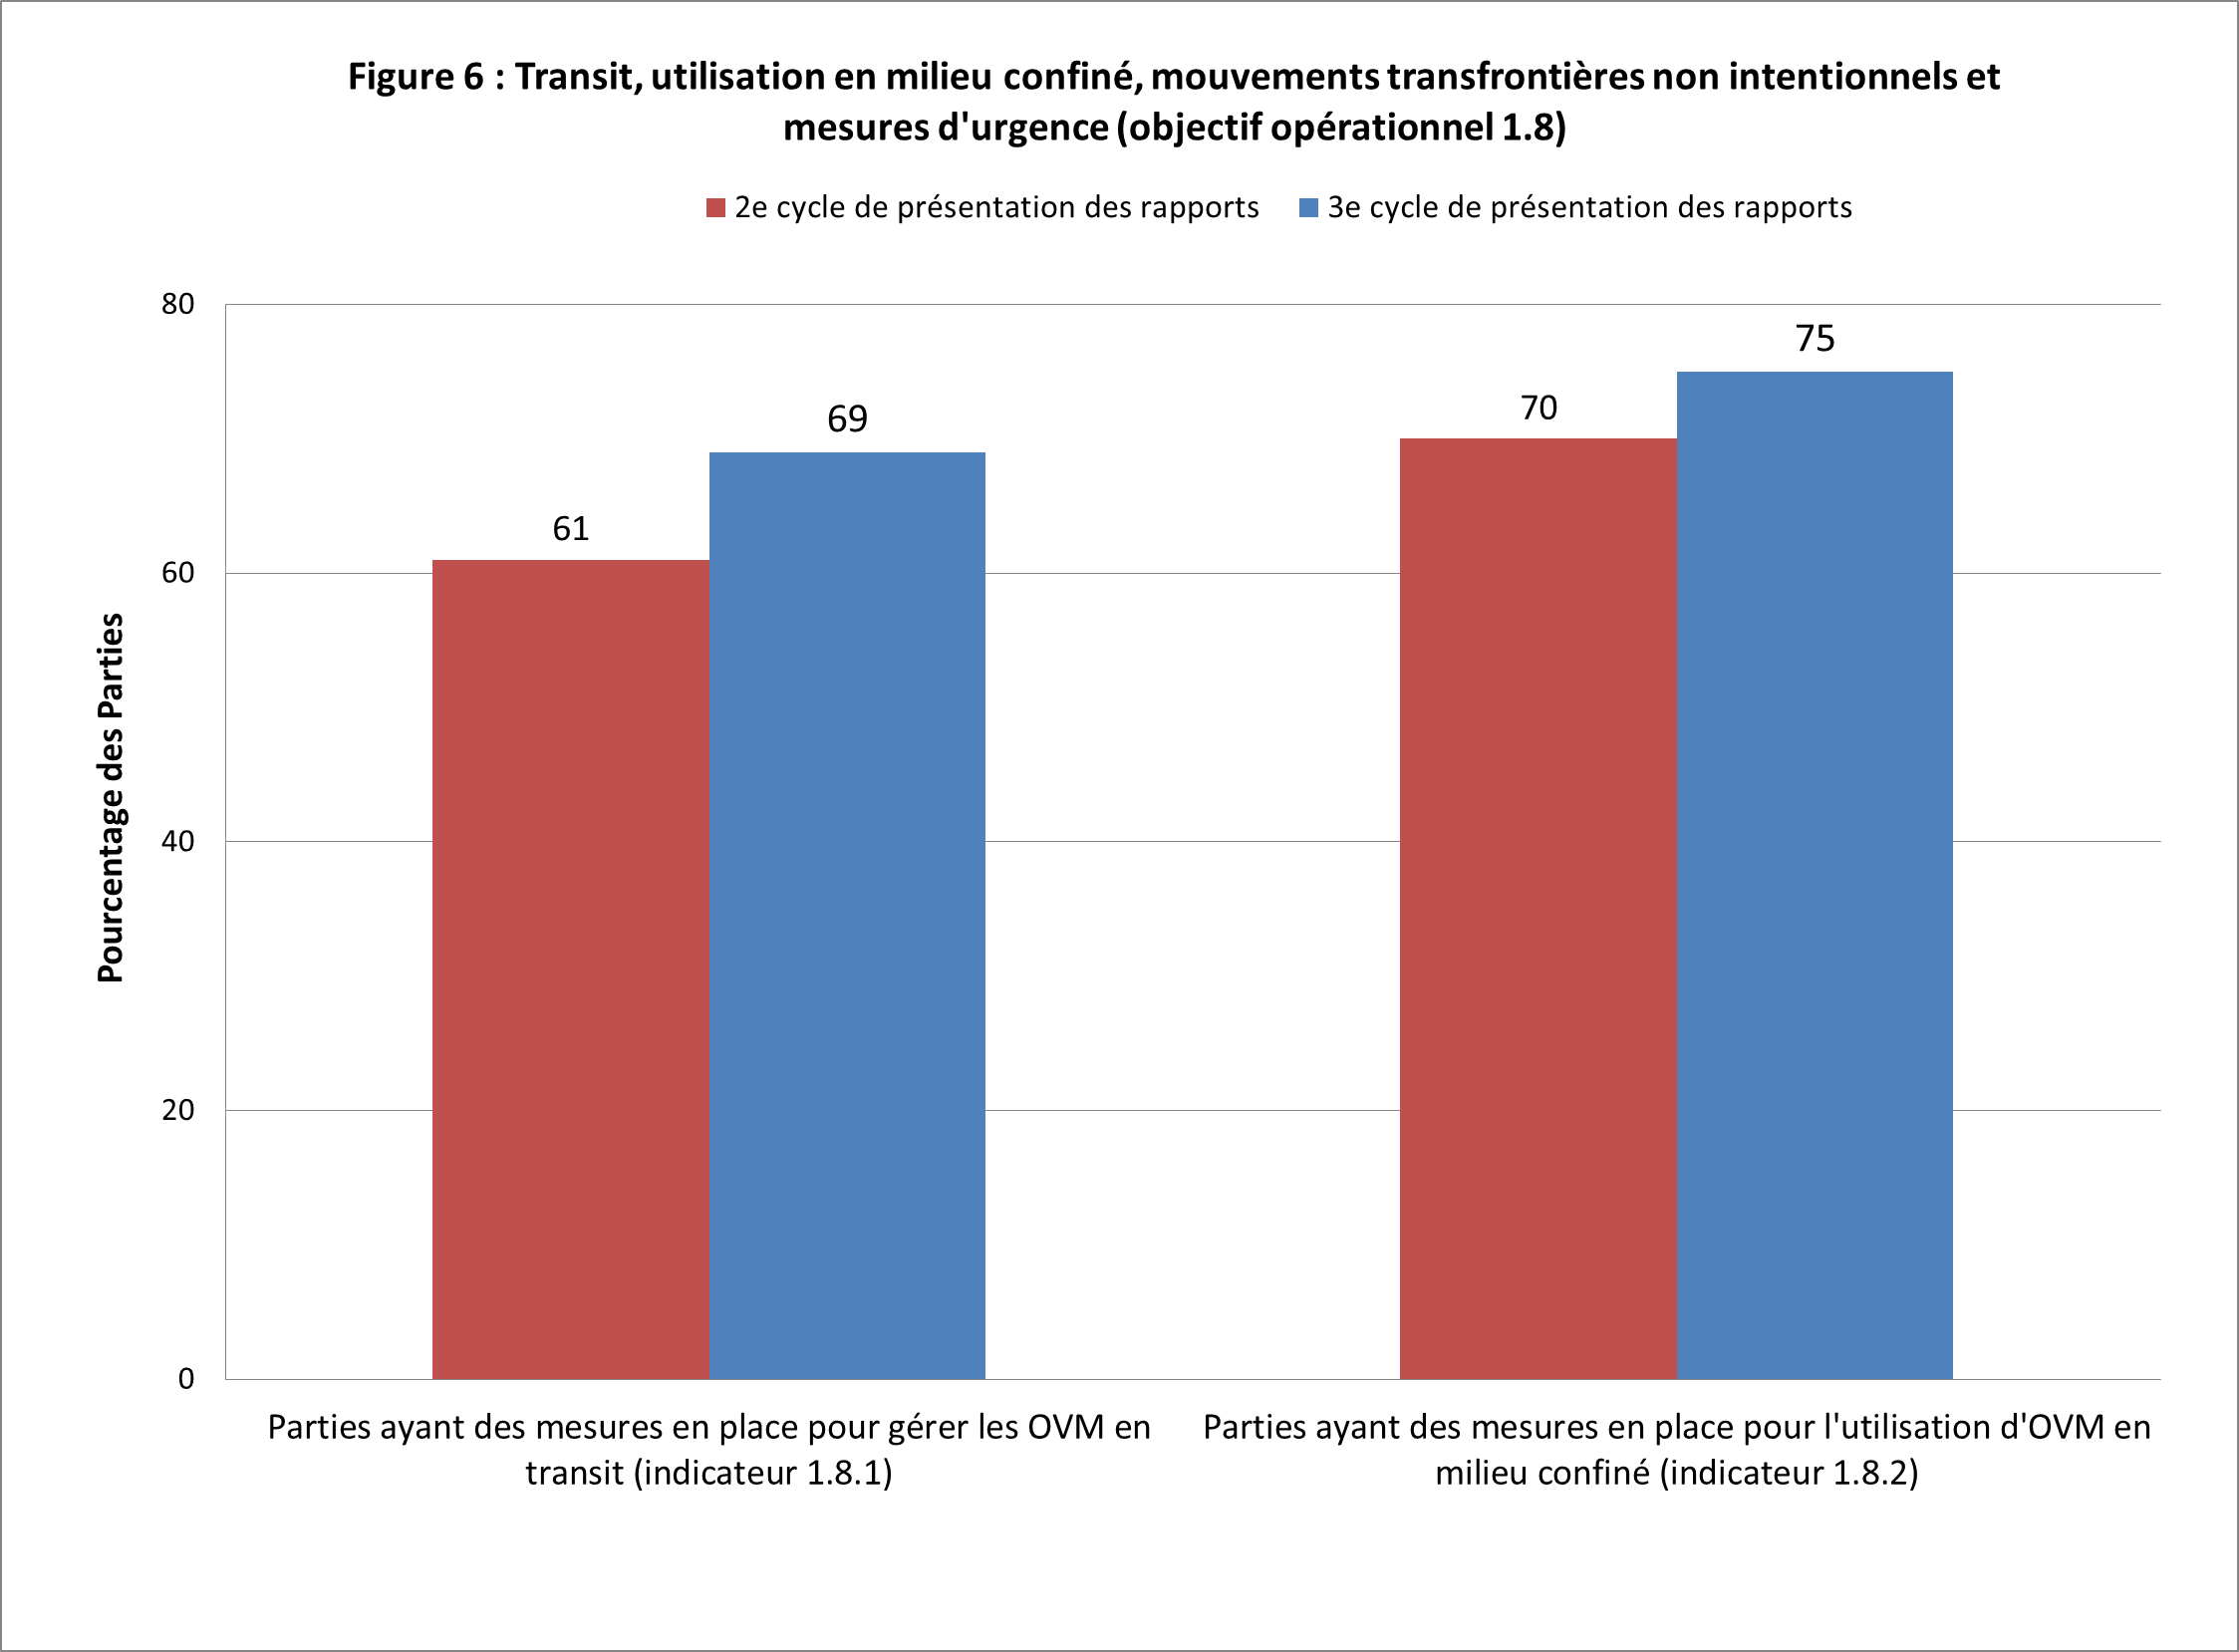 Figure 6 : Transit, utilisation en milieu confiné, mouvements transfrontières non intentionnels et
mesures d'urgence (objectif opérationnel 1.8)
2e cycle de présentation des rapports
3e cycle de présentation des rapports
Pourcentage des Parties
80
60
40
20
0
61
69
70
75
Parties ayant des mesures en place pour gérer les OVM en
transit (indicateur 1.8.1)
Parties ayant des mesures en place pour l'utilisation d'OVM en
milieu confiné (indicateur 1.8.2)